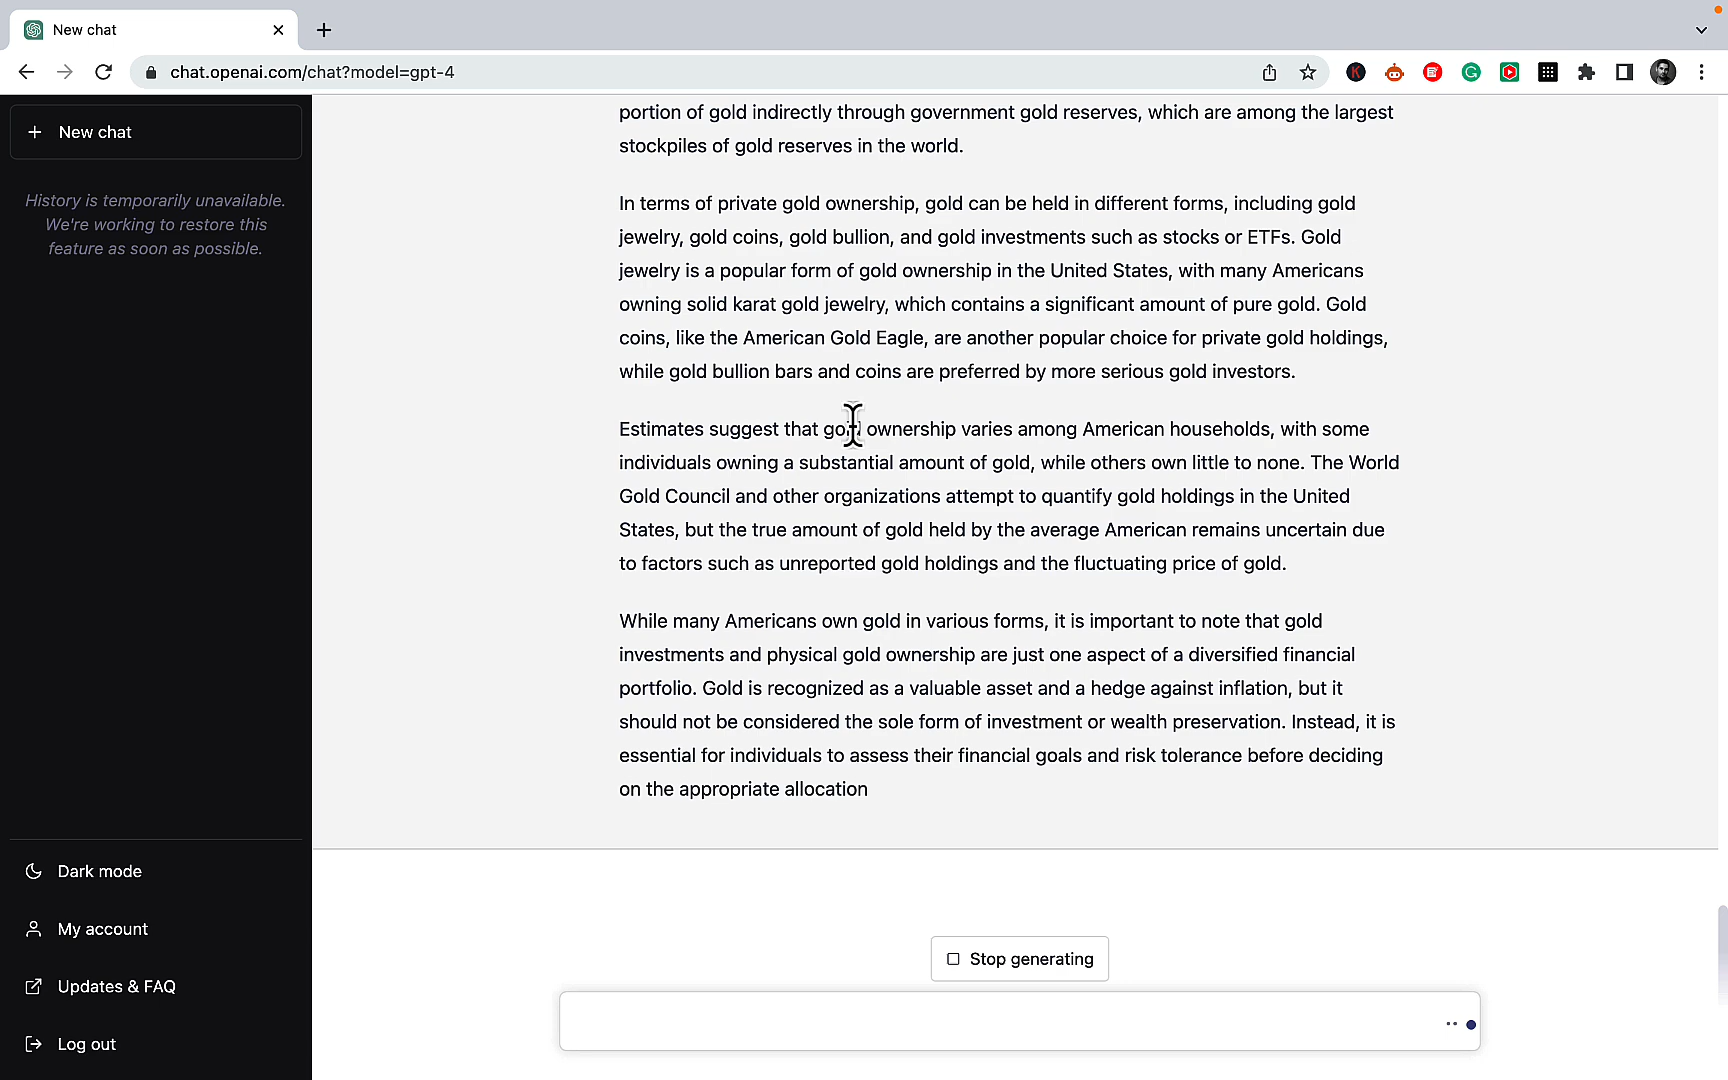 New chat
chat.openai.com/chat?model=gpt-4
New chat
History is temporarily unavailable.
We're working to restore this
feature as soon as possible.
Dark mode
My account
Updates & FAQ
Log out
portion of gold indirectly through government gold reserves, which are among the largest
stockpiles of gold reserves in the world.
In terms of private gold ownership, gold can be held in different forms, including gold
jewelry, gold coins, gold bullion, and gold investments such as stocks or ETFs. Gold
jewelry is a popular form of gold ownership in the United States, with many Americans
owning solid karat gold jewelry, which contains a significant amount of pure gold. Gold
coins, like the American Gold Eagle, are another popular choice for private gold holdings,
while gold bullion bars and coins are preferred by more serious gold investors.
Estimates suggest that gold ownership varies among American households, with some
individuals owning a substantial amount of gold, while others own little to none. The World
Gold Council and other organizations attempt to quantify gold holdings in the United
States, but the true amount of gold held by the average American remains uncertain due
to factors such as unreported gold holdings and the fluctuating price of gold.
While many Americans own gold in various forms, it is important to note that gold
investments and physical gold ownership are just one aspect of a diversified financial
portfolio. Gold is recognized as a valuable asset and a hedge against inflation, but it
should not be considered the sole form of investment or wealth preservation. Instead, it is
essential for individuals to assess their financial goals and risk tolerance before deciding
on the appropriate allocation
Stop generating